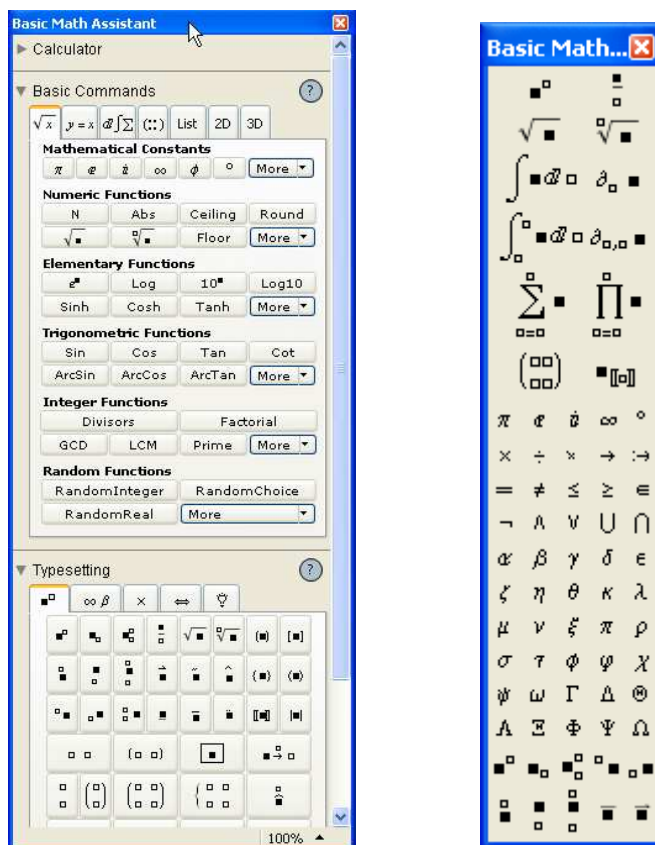 Basic Math Assistant
Calculator
Basic Commands ?
√x y = x d∫Σ (::) List 2D 3D
Mathematical Constants
π ⅇ ⅈ ∞ ϕ ° More
Numeric Functions
N Abs Ceiling Round
√■ ∛■ Floor More
Elementary Functions
ⅇ■ Log 10■ Log10
Sinh Cosh Tanh More
Trigonometric Functions
Sin Cos Tan Cot
ArcSin ArcCos ArcTan More
Integer Functions
Divisors Factorial
GCD LCM Prime More
Random Functions
RandomInteger RandomChoice
RandomReal More
Typesetting ?
■□ ∞ β × ⇔
100%
Basic Math...
∫■ⅆ□ ∂□ ■
∫■ⅆ□ ∂□,□ ■
∑■ ∏■
□=□ □=□
(□□) ■〚□〛
π ⅇ ⅈ ∞ °
× ÷ × → :→
= ≠ ≤ ≥ ∈
¬ ∧ ∨ ∪ ∩
α β γ δ ε
ζ η θ κ λ
μ ν ξ π ρ
σ τ ϕ φ χ
ψ ω Γ Δ Θ
Λ Ξ Φ Ψ Ω